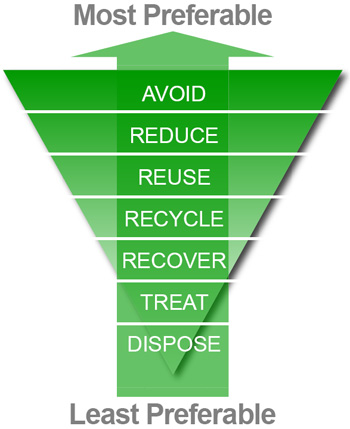 Most Preferable
AVOID
REDUCE
REUSE
RECYCLE
RECOVER
TREAT
DISPOSE
Least Preferable